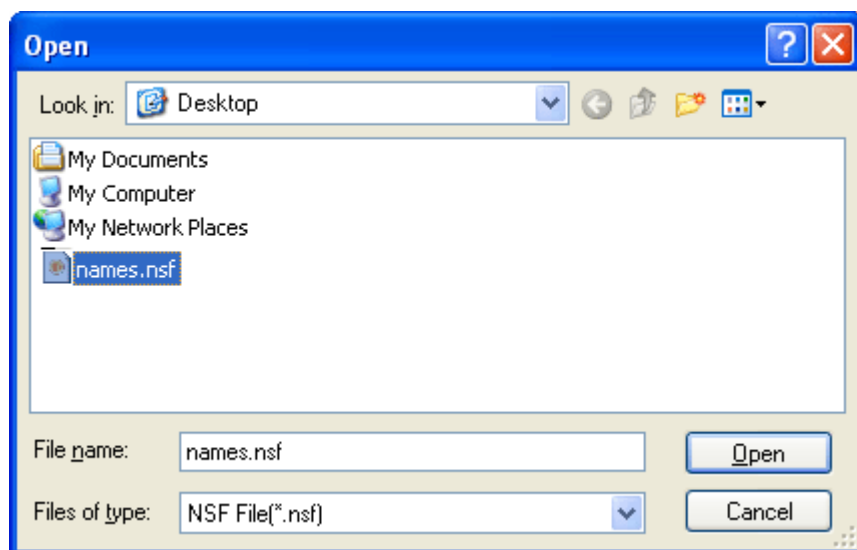 Open
Look in: Desktop
My Documents
My Computer
My Network Places
names.nsf
File name: names.nsf Open
Files of type: NSF File(*.nsf) Cancel